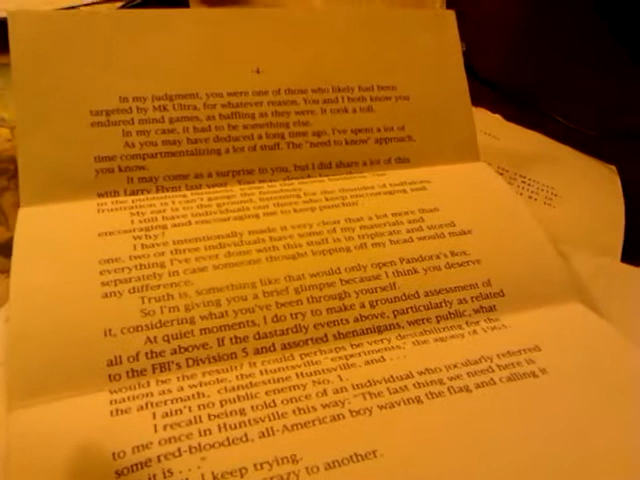 -4-
In my judgment, you were one of those who likely had been
targeted by MK Ultra, for whatever reason. You and I both know you
endured mind games, as baffling as they were. It took a toll.
In my case, it had to be something else.
As you may have deduced a long time ago, I've spent a lot of
time compartmentalizing a lot of stuff. The "need to know" approach,
you know.
It may come as a surprise to you, but I did share a lot of this
with Larry Flynt last year. You
frustration is I can't gauge the
My ear is to the ground, listening for the thunder of buffaloes.
I still have individuals out there who keep encouraging and
encouraging and encouraging me to keep punchin'.
Why?
I have intentionally made it very clear that a lot more than
one, two or three individuals have some of my materials and
everything I've ever done with this stuff is in triplicate and stored
separately in case someone thought lopping off my head would make
any difference.
Truth is, something like that would only open Pandora's Box.
So I'm giving you a brief glimpse because I think you deserve
it, considering what you've been through yourself.
At quiet moments, I do try to make a grounded assessment of
all of the above. If the dastardly events above, particularly as related
to the FBI's Division 5 and assorted shenanigans, were public, what
would be the result? It could perhaps be very destabilizing for the
nation as a whole, the Huntsville "experiments," the agony of 1963,
the aftermath, clandestine Huntsville, and . . .
I ain't no public enemy No. 1.
I recall being told once of an individual who jocularly referred
to me once in Huntsville this way: "The last thing we need here is
some red-blooded, all-American boy waving the flag and calling it
it is . . ."
I keep trying.
crazy to another.